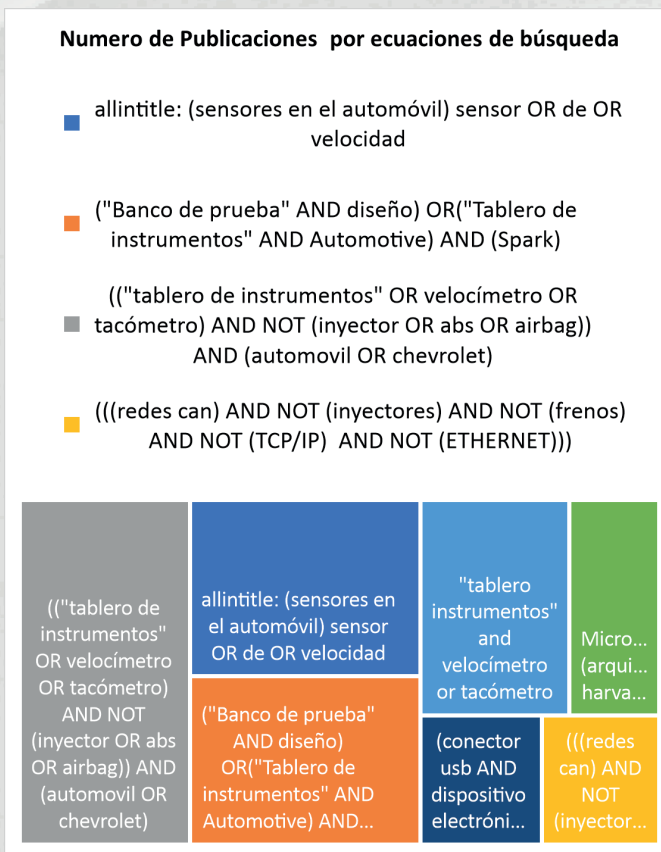 Numero de Publicaciones por ecuaciones de búsqueda
allintitle: (sensores en el automóvil) sensor OR de OR
velocidad
("Banco de prueba" AND diseño) OR("Tablero de
instrumentos" AND Automotive) AND (Spark)
(("tablero de instrumentos" OR velocímetro OR
tacómetro) AND NOT (inyector OR abs OR airbag))
AND (automovil OR chevrolet)
(((redes can) AND NOT (inyectores) AND NOT (frenos)
AND NOT (TCP/IP) AND NOT (ETHERNET)))
(("tablero de
instrumentos"
OR velocímetro
OR tacómetro)
AND NOT
(inyector OR abs
OR airbag)) AND
(automovil OR
chevrolet)
allintitle: (sensores en
el automóvil) sensor
OR de OR velocidad
("Banco de prueba"
AND diseño)
OR("Tablero de
instrumentos" AND
Automotive) AND...
"tablero
instrumentos"
and
velocímetro
or tacómetro
Micro...
(arqui...
harva...
(conector
usb AND
dispositivo
electróni...
(((redes
can) AND
NOT
(inyector...